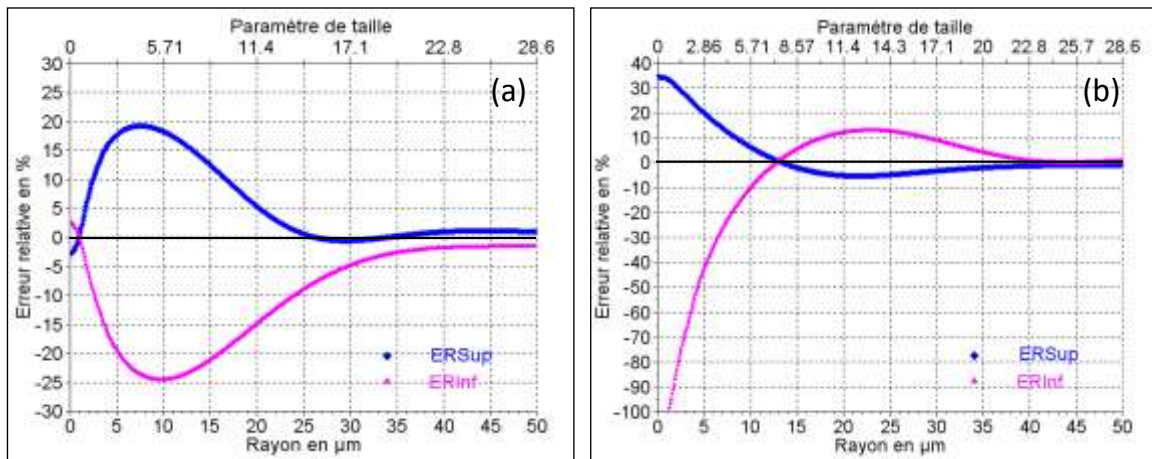 Paramètre de taille
0 5.71 11.4 17.1 22.8 28.6
30
25
20
15
10
5
0
-5
-10
-15
-20
-25
-30
Erreur relative en %
(a)
ERSup
ERInf
0 5 10 15 20 25 30 35 40 45 50
Rayon en µm
Paramètre de taille
0 2.86 5.71 8.57 11.4 14.3 17.1 20 22.8 25.7 28.6
40
30
20
10
0
-10
-20
-30
-40
-50
-60
-70
-80
-90
-100
Erreur relative en %
(b)
ERSup
ERInf
0 5 10 15 20 25 30 35 40 45 50
Rayon en µm